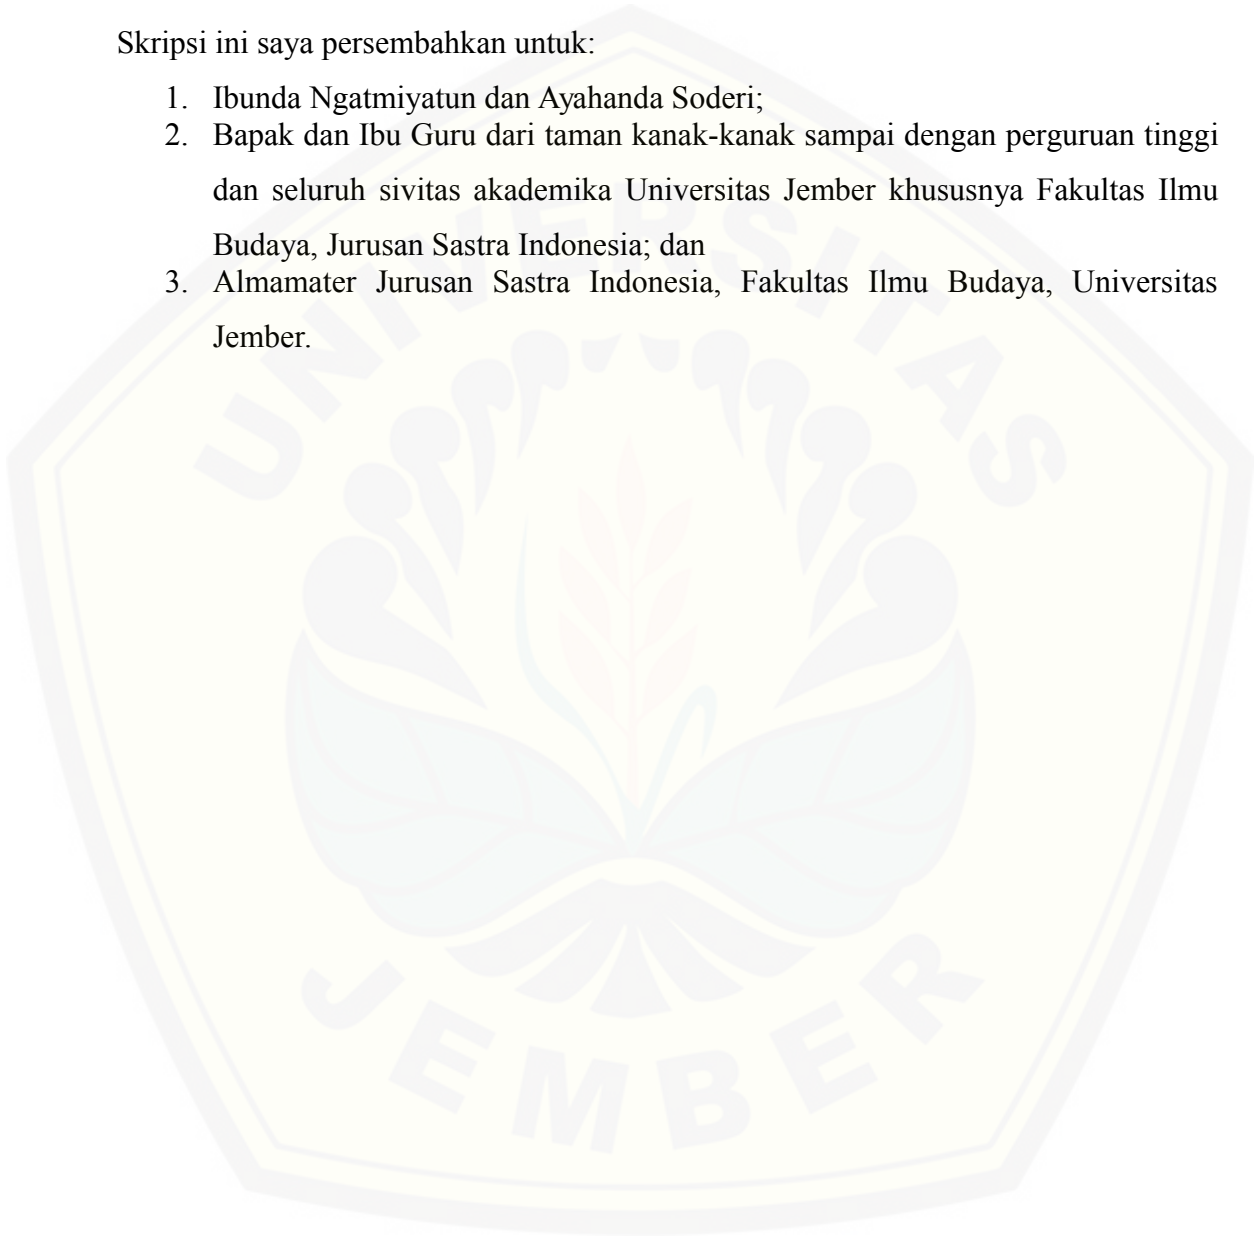 Skripsi ini saya persembahkan untuk:
1. Ibunda Ngatmiyatun dan Ayahanda Soderi;
2. Bapak dan Ibu Guru dari taman kanak-kanak sampai dengan perguruan tinggi
dan seluruh sivitas akademika Universitas Jember khususnya Fakultas Ilmu
Budaya, Jurusan Sastra Indonesia; dan
3. Almamater Jurusan Sastra Indonesia, Fakultas Ilmu Budaya, Universitas
Jember.
UNIVERSITAS
JEMBER